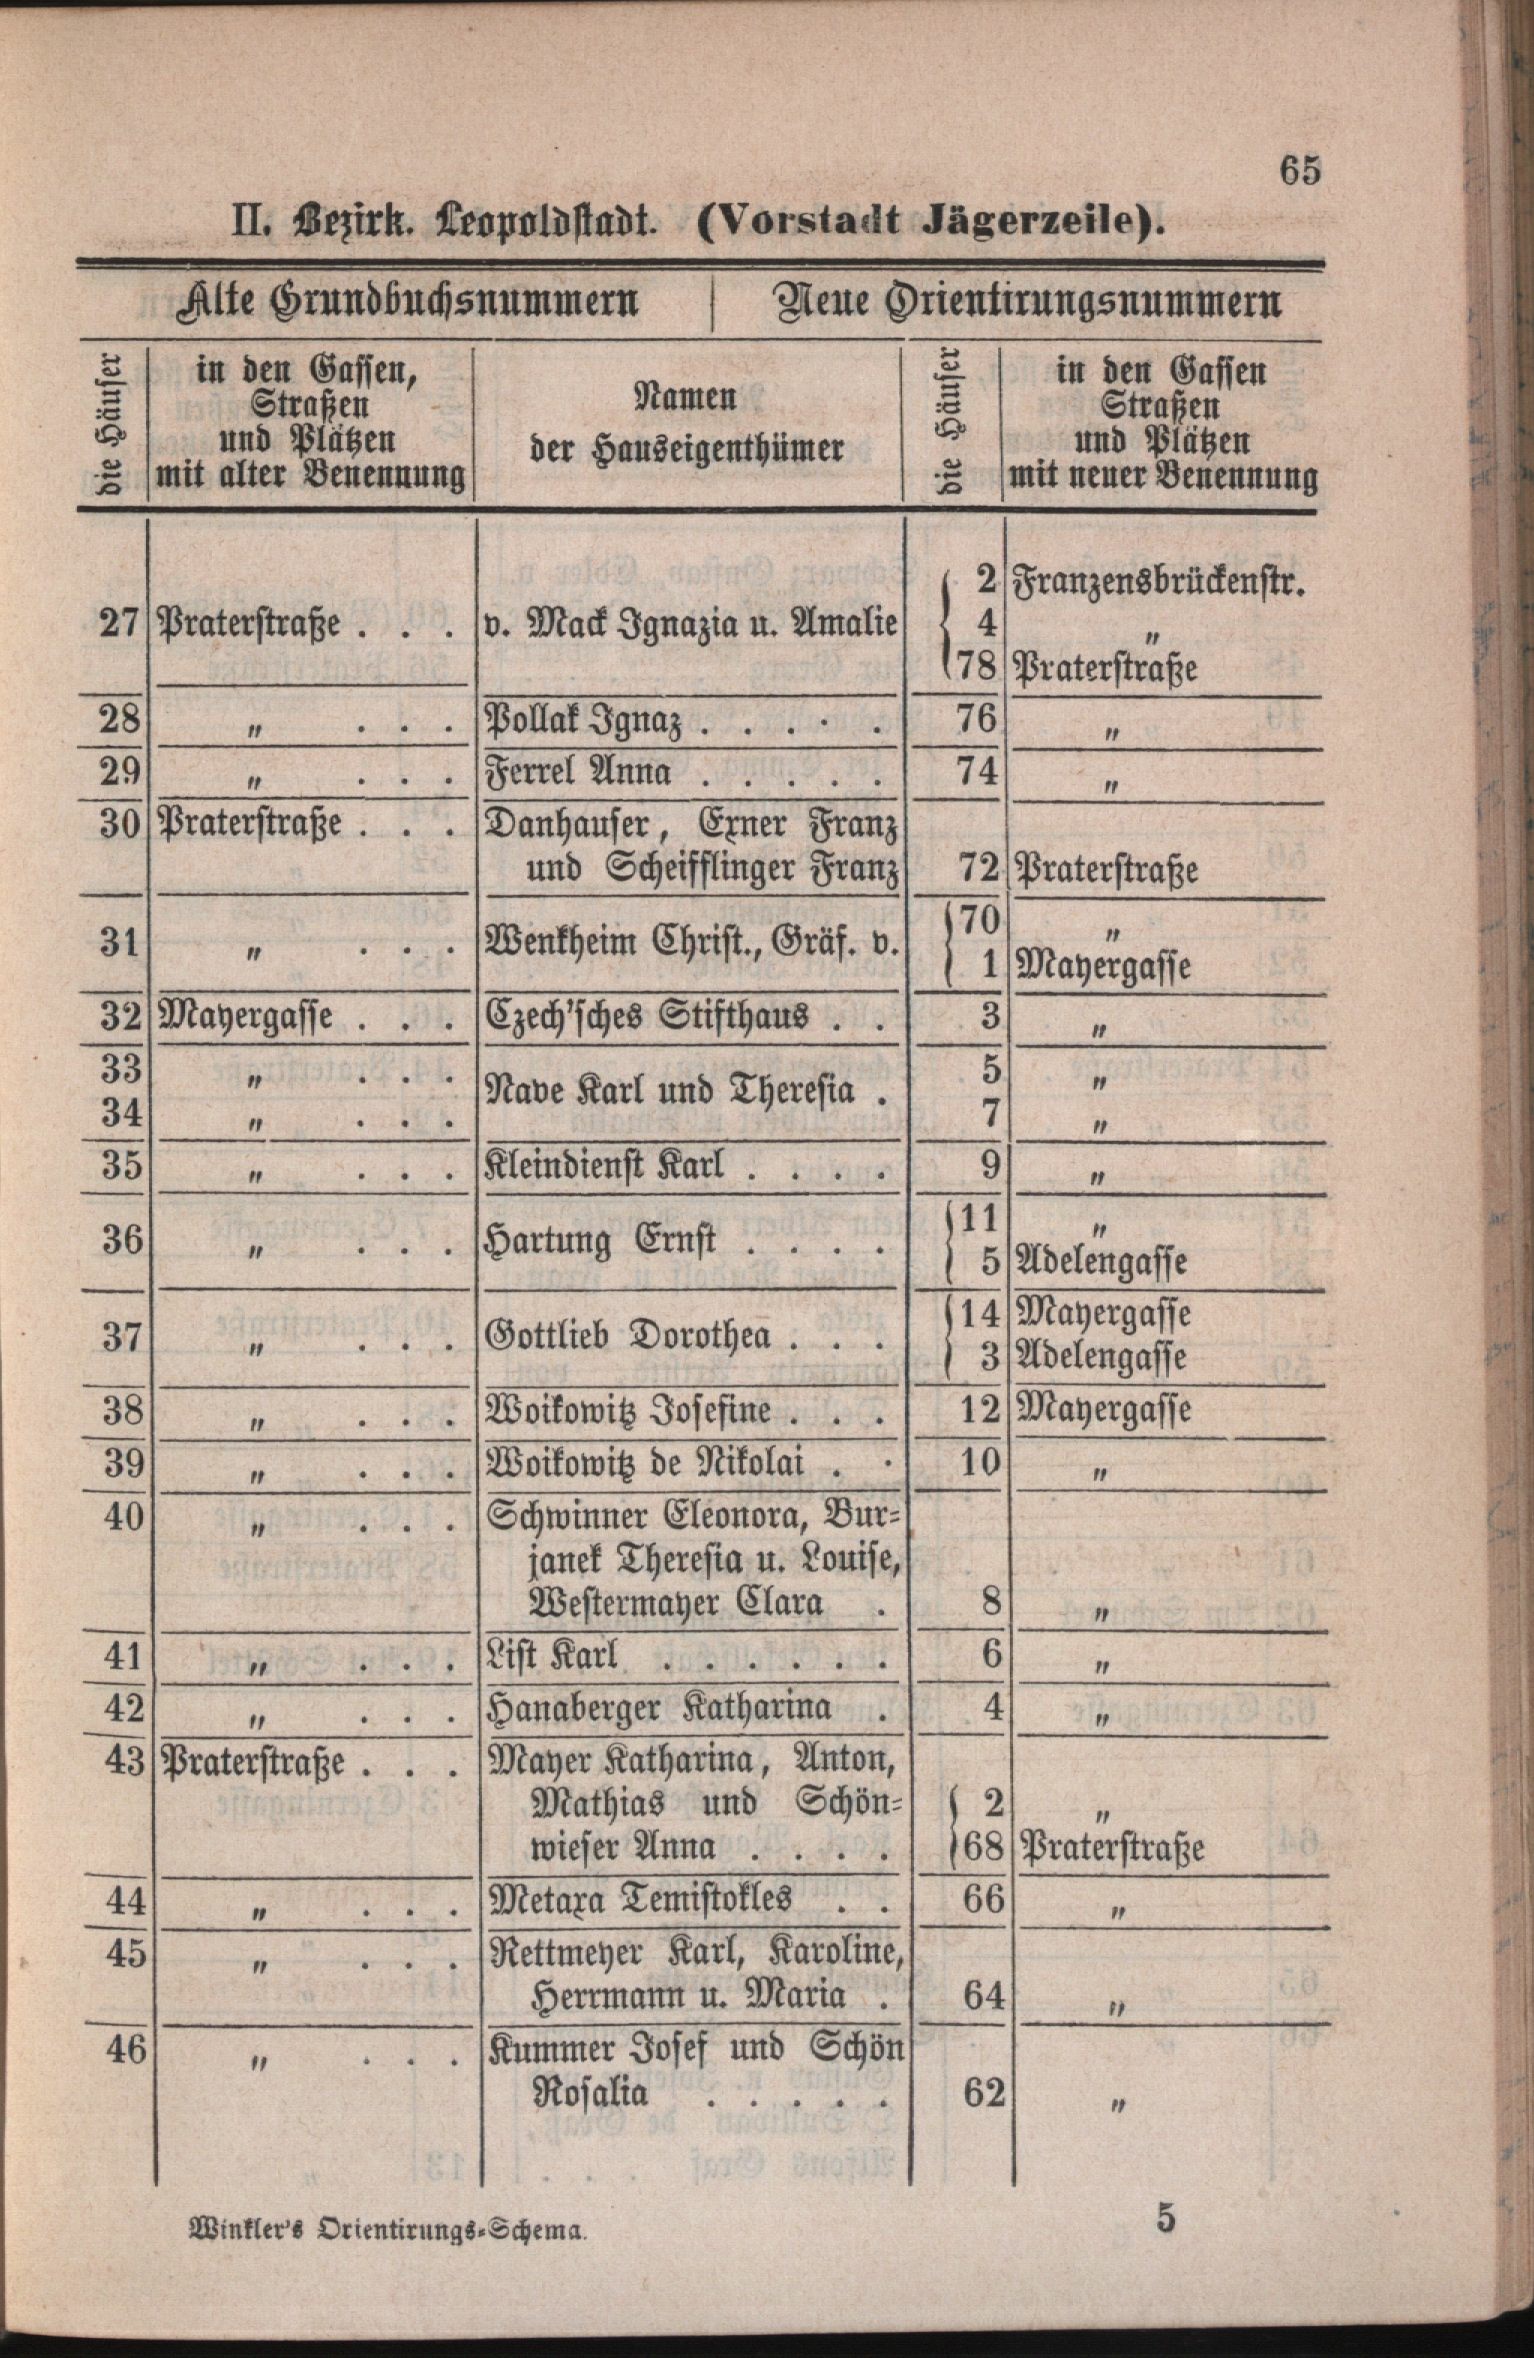 65
II. Bezirk. Leopoldstadt. (Vorstadt Jägerzeile).
Alte Grundbuchsnummern | Neue Orientirungsnummern
die Häuser | in den Gassen, Straßen und Plätzen mit alter Benennung | Namen der Hauseigenthümer | die Häuser | in den Gassen Straßen und Plätzen mit neuer Benennung
2 Franzensbrückenstr.
27 Praterstraße . . . v. Mack Ignazia u. Amalie 4 „
78 Praterstraße
28 „ . . . Pollak Ignaz . . . . . 76 „
29 „ . . . Ferrel Anna . . . . . 74 „
30 Praterstraße . . . Danhauser, Exner Franz
und Scheifflinger Franz 72 Praterstraße
70 „
31 „ . . . Wenkheim Christ., Gräf. v.
1 Mayergasse
32 Mayergasse . . . Czech'sches Stifthaus . . 3 „
33 „ . . . 5 „
Nave Karl und Theresia .
34 „ . . . 7 „
35 „ . . . Kleindienst Karl . . . . 9 „
11 „
36 „ . . . Hartung Ernst . . . .
5 Adelengasse
14 Mayergasse
37 „ . . . Gottlieb Dorothea . . .
3 Adelengasse
38 „ . . . Woikowitz Josefine . . . 12 Mayergasse
39 „ . . . Woikowitz de Nikolai . . 10 „
40 „ . . . Schwinner Eleonora, Bur-
janek Theresia u. Louise,
Westermayer Clara . 8 „
41 „ . . . List Karl . . . . . . 6 „
42 „ . . . Hanaberger Katharina . 4 „
43 Praterstraße . . . Mayer Katharina, Anton,
Mathias und Schön- 2 „
wieser Anna . . . . 68 Praterstraße
44 „ . . . Metaxa Temistokles . . 66 „
45 „ . . . Rettmeyer Karl, Karoline,
Herrmann u. Maria . 64 „
46 „ . . . Kummer Josef und Schön
Rosalia . . . . . 62 „
Winkler's Orientirungs-Schema. 5